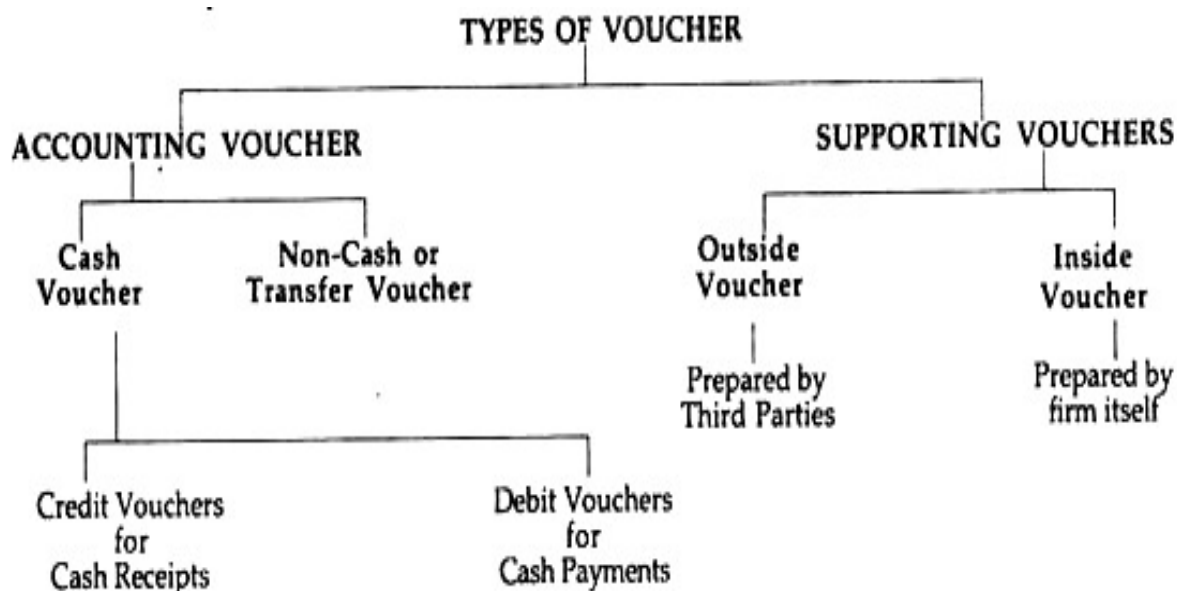 TYPES OF VOUCHER
ACCOUNTING VOUCHER
SUPPORTING VOUCHERS
Cash
Voucher
Non-Cash or
Transfer Voucher
Outside
Voucher
Inside
Voucher
Prepared by
Third Parties
Prepared by
firm itself
Credit Vouchers
for
Cash Receipts
Debit Vouchers
for
Cash Payments